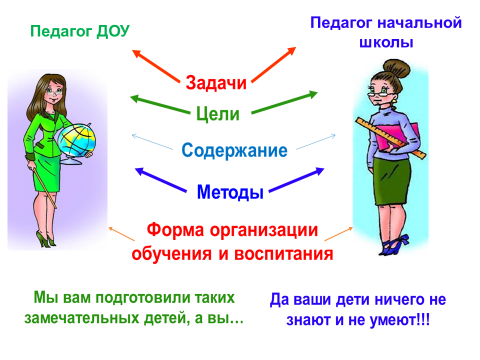 Педагог ДОУ
Педагог начальной
школы
Задачи
Цели
Содержание
Методы
Форма организации
обучения и воспитания
Мы вам подготовили таких
замечательных детей, а вы…
Да ваши дети ничего не
знают и не умеют!!!